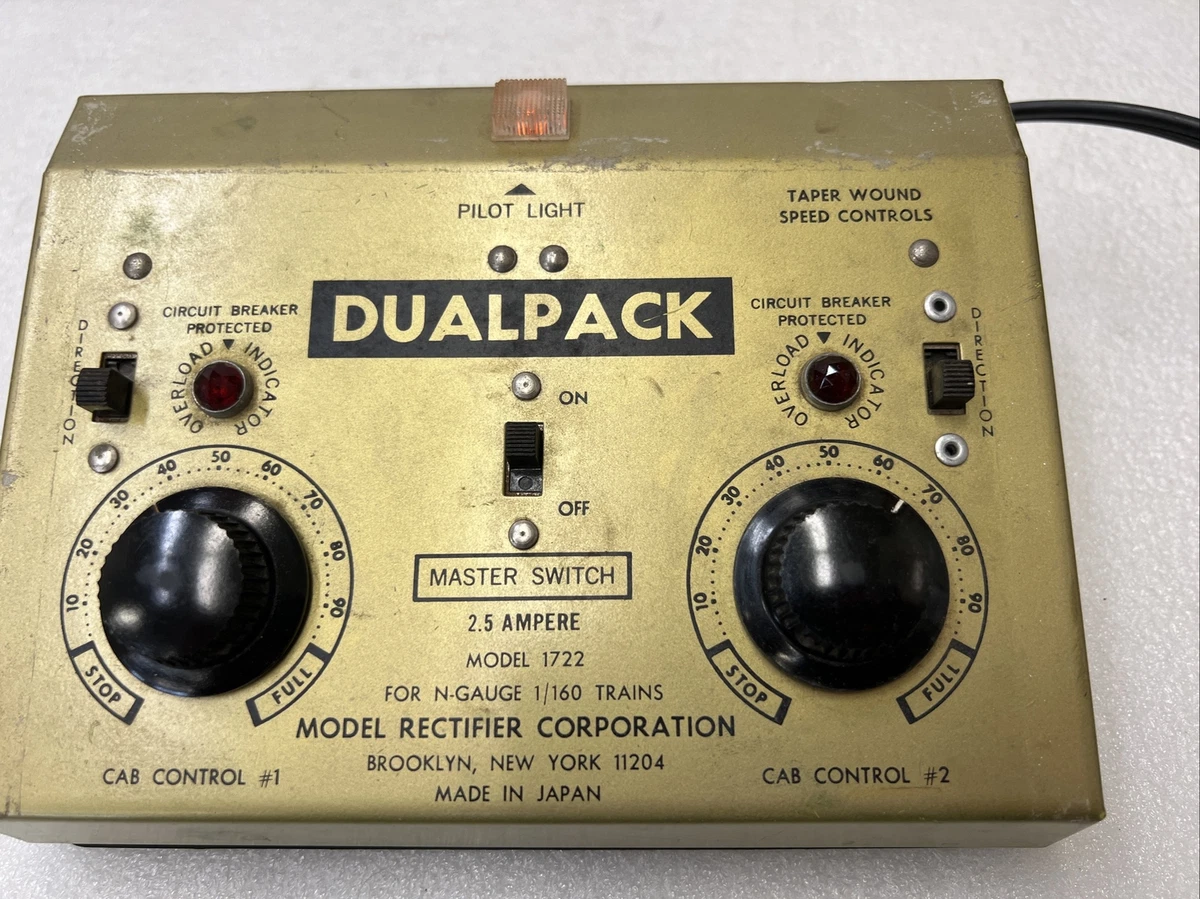 PILOT LIGHT
TAPER WOUND
SPEED CONTROLS
DUALPACK
CIRCUIT BREAKER
PROTECTED
OVERLOAD INDICATOR
DIRECTION
CIRCUIT BREAKER
PROTECTED
OVERLOAD INDICATOR
DIRECTION
ON
OFF
MASTER SWITCH
STOP 10 20 30 40 50 60 70 80 90 FULL
STOP 10 20 30 40 50 60 70 80 90 FULL
2.5 AMPERE
MODEL 1722
FOR N-GAUGE 1/160 TRAINS
MODEL RECTIFIER CORPORATION
BROOKLYN, NEW YORK 11204
MADE IN JAPAN
CAB CONTROL #1
CAB CONTROL #2